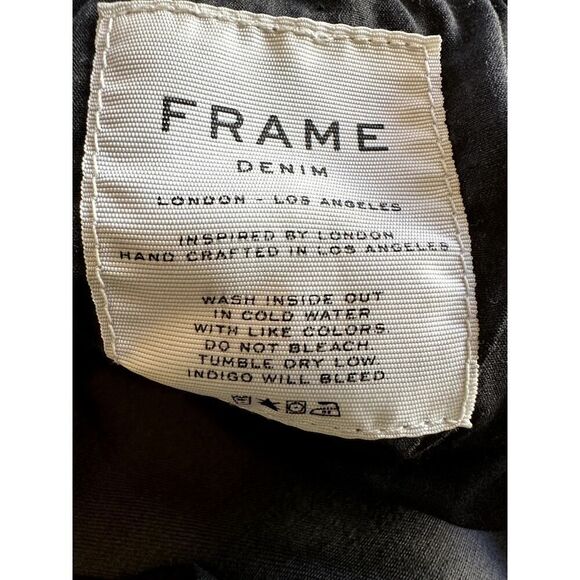 FRAME
DENIM
LONDON - LOS ANGELES
INSPIRED BY LONDON
HAND CRAFTED IN LOS ANGELES
WASH INSIDE OUT
IN COLD WATER
WITH LIKE COLORS.
DO NOT BLEACH.
TUMBLE DRY LOW.
INDIGO WILL BLEED